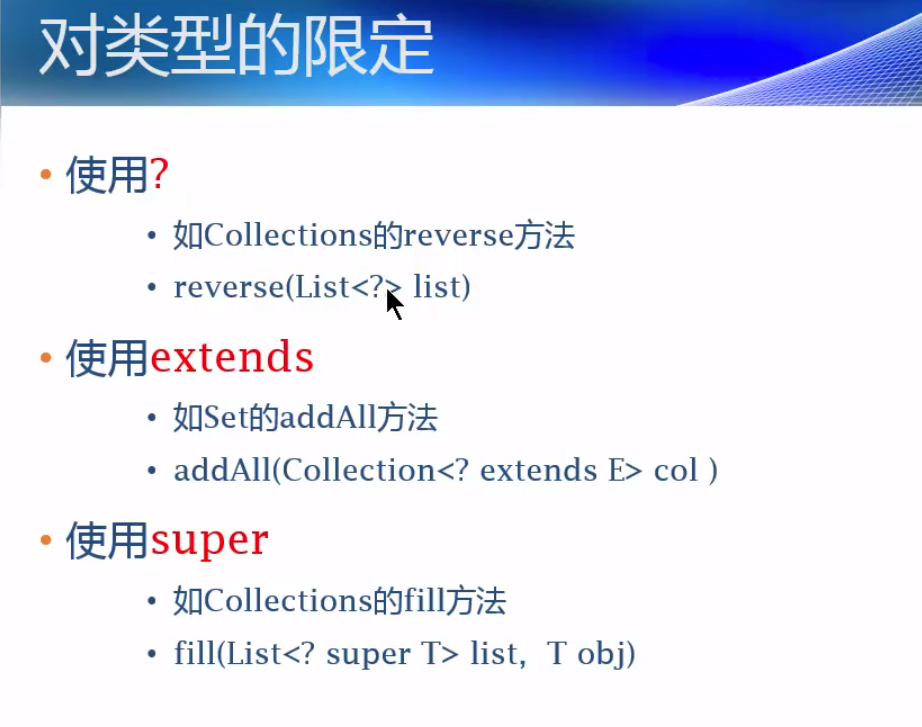 对类型的限定
• 使用?
• 如Collections的reverse方法
• reverse(List<?> list)
• 使用extends
• 如Set的addAll方法
• addAll(Collection<? extends E> col )
• 使用super
• 如Collections的fill方法
• fill(List<? super T> list, T obj)